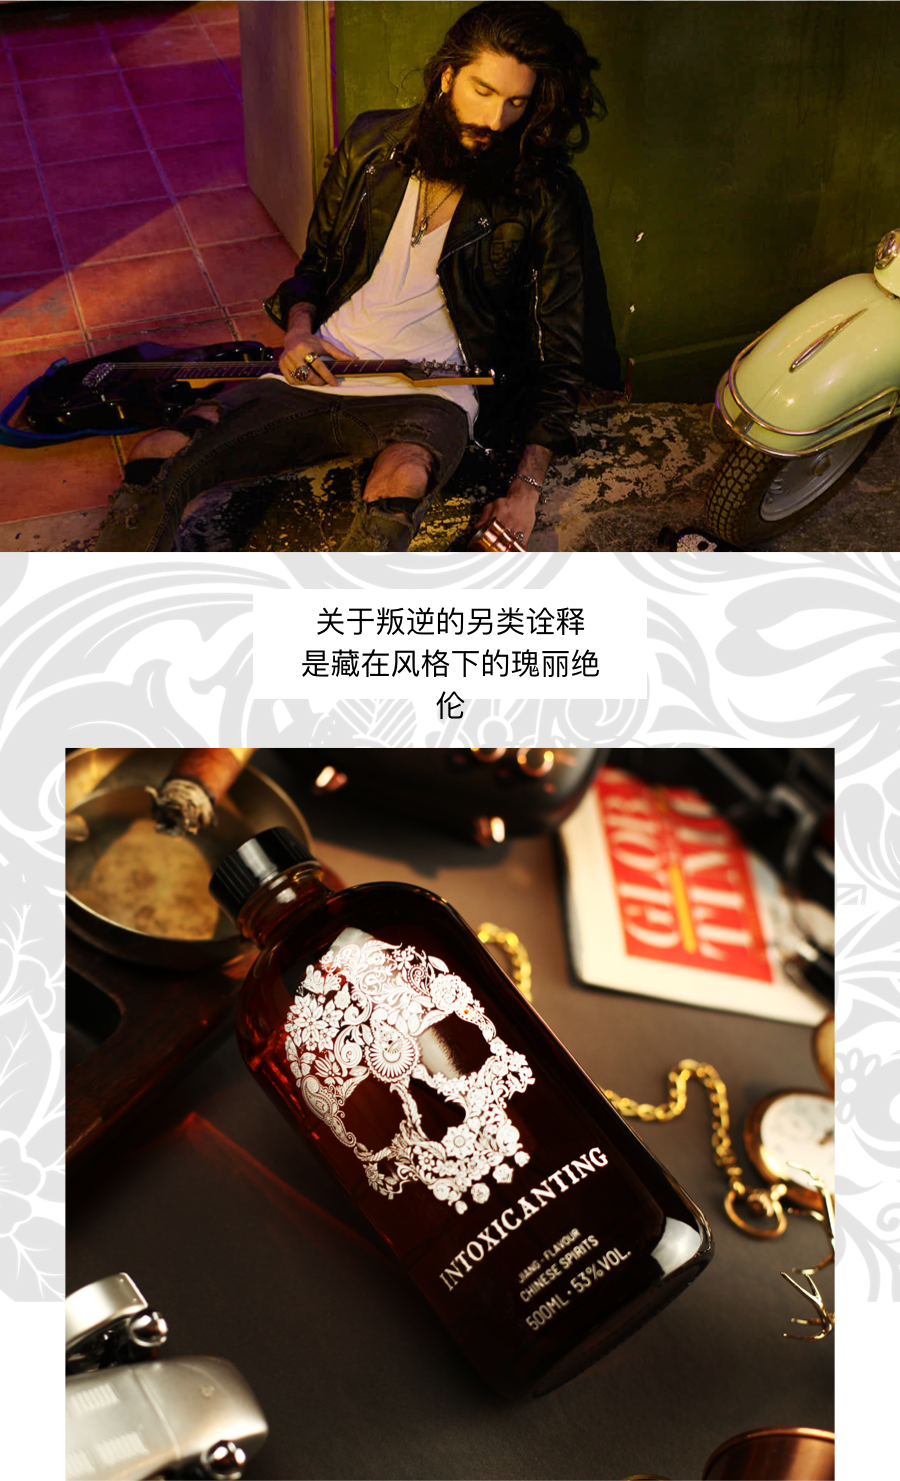 关于叛逆的另类诠释
是藏在风格下的瑰丽绝
伦
INTOXICANTING
JIANG - FLAVOUR
CHINESE SPIRITS
500ML · 53%VOL.